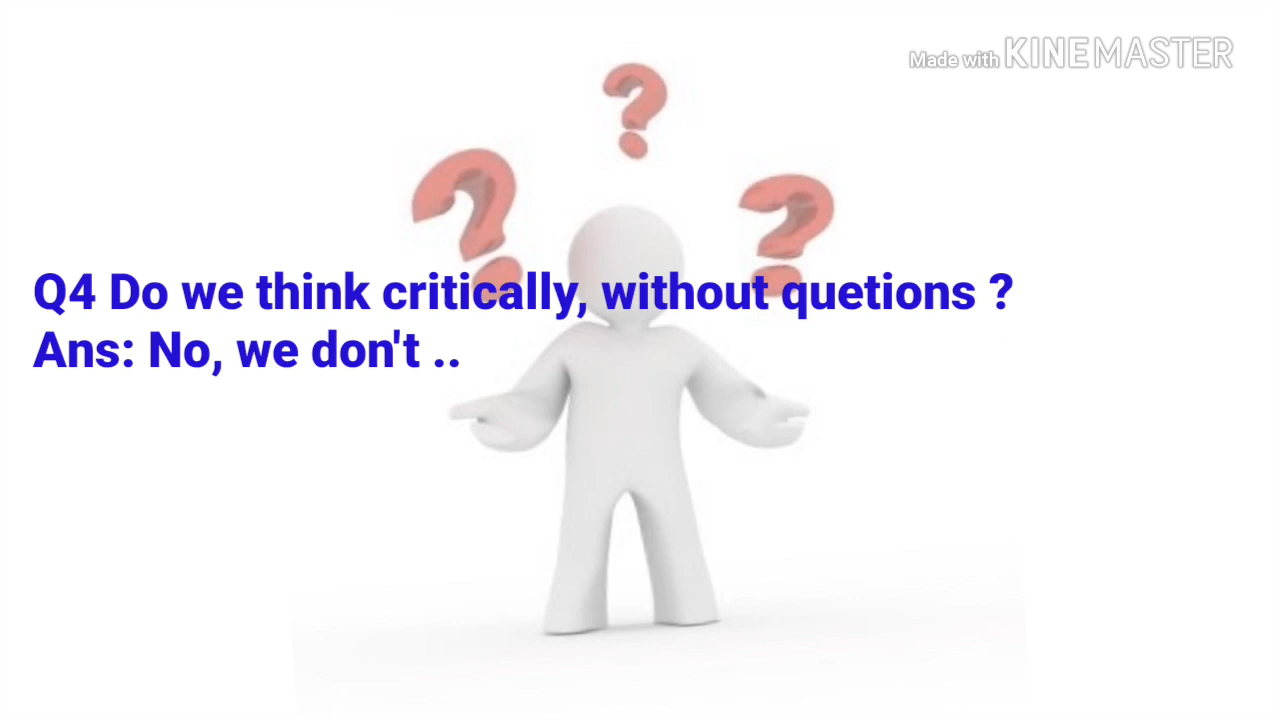 Made with KINEMASTER
Q4 Do we think critically, without quetions ?
Ans: No, we don't ..